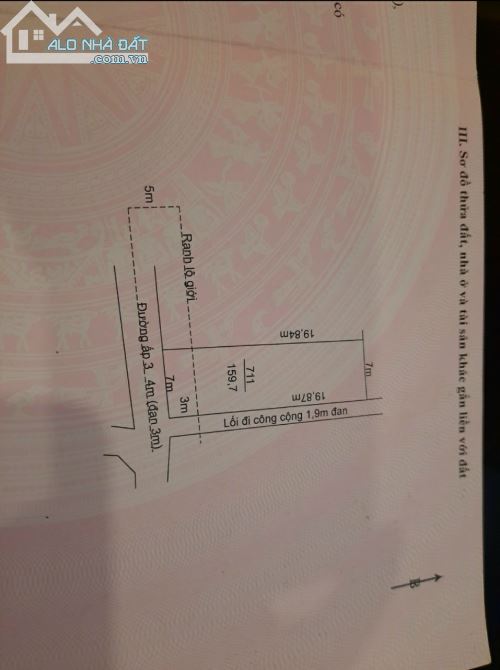 ALO NHÀ ĐẤT
.com.vn
).
có
III. Sơ đồ thửa đất, nhà ở và tài sản khác gắn liền với đất
5m
Ranh lộ giới
19,84m
7m
711
159,7
19,87m
3m
7m
Lối đi công cộng 1,9m đan
Đường ấp 3 4m (đan 3m)
B